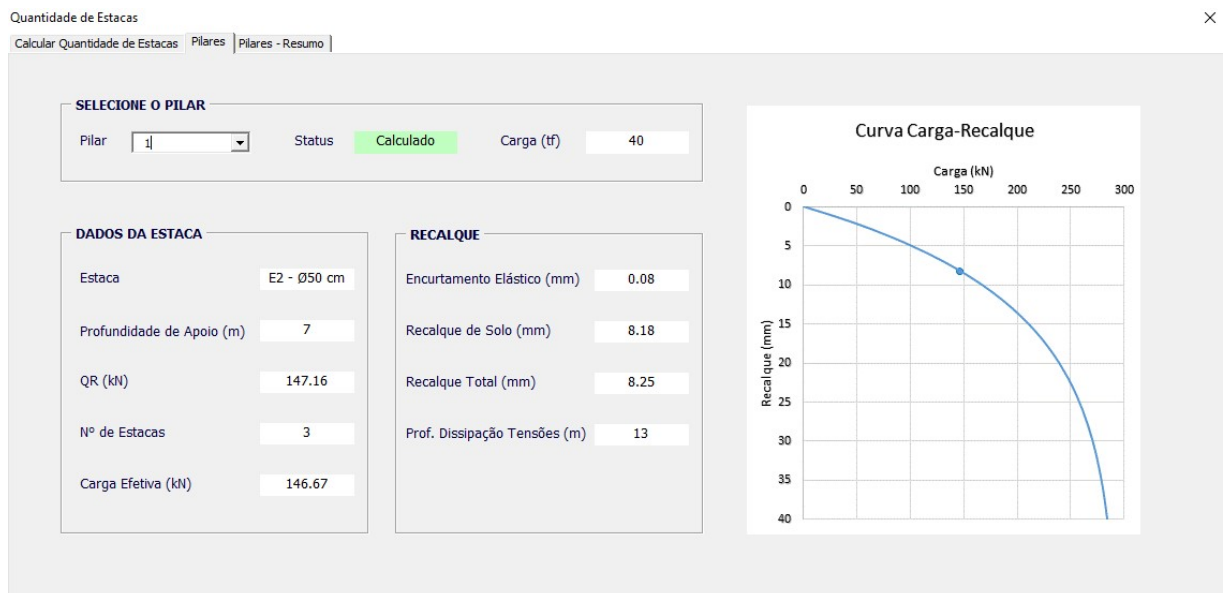 Quantidade de Estacas
Calcular Quantidade de Estacas Pilares Pilares - Resumo
SELECIONE O PILAR
Pilar 1 Status Calculado Carga (tf) 40
DADOS DA ESTACA
Estaca E2 - Ø50 cm
Profundidade de Apoio (m) 7
QR (kN) 147.16
Nº de Estacas 3
Carga Efetiva (kN) 146.67
RECALQUE
Encurtamento Elástico (mm) 0.08
Recalque de Solo (mm) 8.18
Recalque Total (mm) 8.25
Prof. Dissipação Tensões (m) 13
Curva Carga-Recalque
Carga (kN)
0 50 100 150 200 250 300
Recalque (mm)
0
5
10
15
20
25
30
35
40